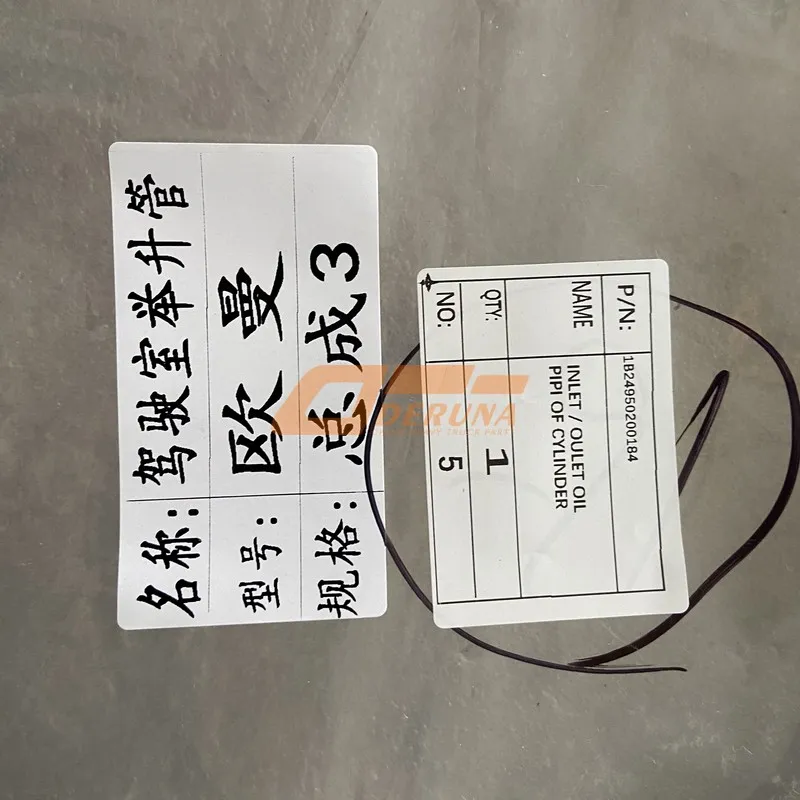 名称: 驾驶室举升管
型号: 欧曼
规格: 总成3
P/N: 1B24950200184
NAME INLET / OULET OIL
PIPI OF CYLINDER
QTY: 1
NO: 5
DERUNA